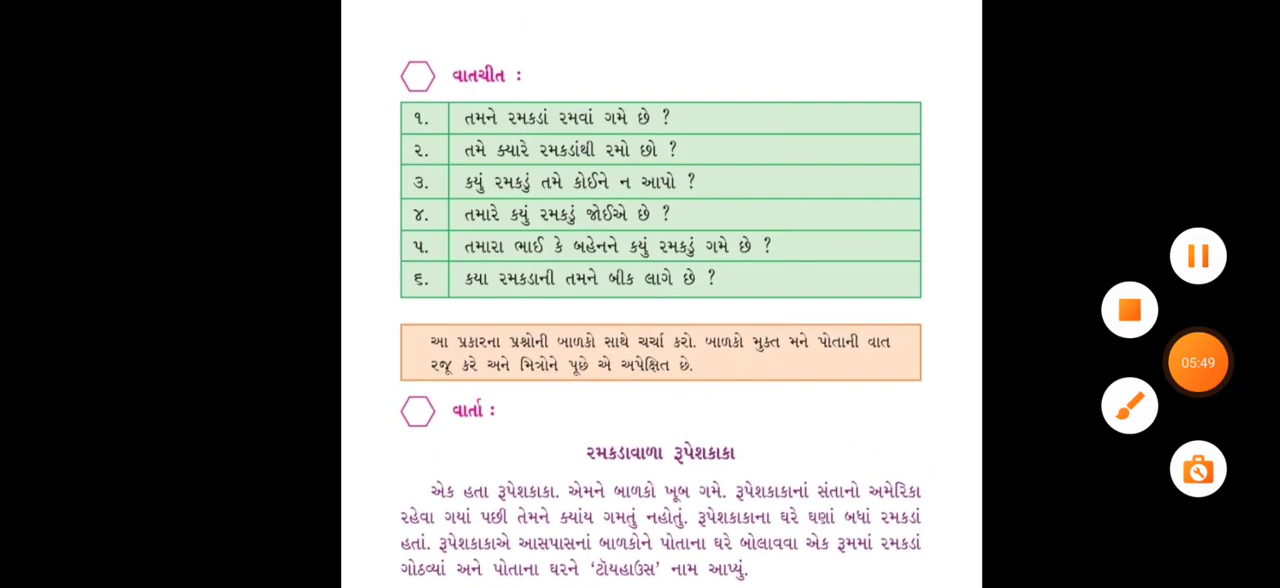 વાતચીત :
૧. તમને રમકડાં રમવાં ગમે છે ?
૨. તમે ક્યારે રમકડાંથી રમો છો ?
૩. કયું રમકડું તમે કોઈને ન આપો ?
૪. તમારે કયું રમકડું જોઈએ છે ?
૫. તમારા ભાઈ કે બહેનને કયું રમકડું ગમે છે ?
૬. કયા રમકડાની તમને બીક લાગે છે ?
આ પ્રકારના પ્રશ્નોની બાળકો સાથે ચર્ચા કરો. બાળકો મુક્ત મને પોતાની વાત
રજૂ કરે અને મિત્રોને પૂછે એ અપેક્ષિત છે.
વાર્તા :
રમકડાવાળા રૂપેશકાકા
એક હતા રૂપેશકાકા. એમને બાળકો ખૂબ ગમે. રૂપેશકાકાનાં સંતાનો અમેરિકા
રહેવા ગયાં પછી તેમને ક્યાંય ગમતું નહોતું. રૂપેશકાકાના ઘરે ઘણાં બધાં રમકડાં
હતાં. રૂપેશકાકાએ આસપાસનાં બાળકોને પોતાના ઘરે બોલાવવા એક રૂમમાં રમકડાં
ગોઠવ્યાં અને પોતાના ઘરને ‘ટૉયહાઉસ’ નામ આપ્યું.
05:49